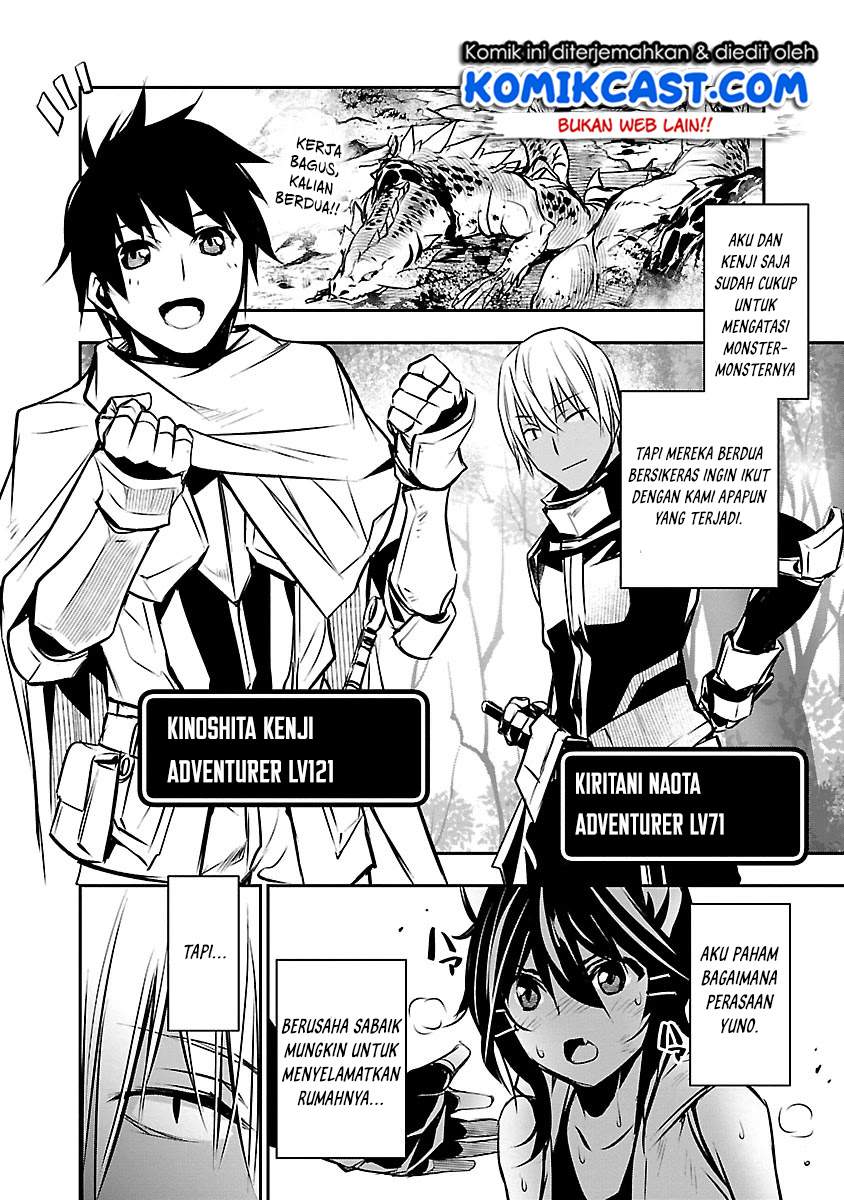 Komik ini diterjemahkan & diedit oleh
KOMIKCAST.COM
BUKAN WEB LAIN!!
KERJA
BAGUS,
KALIAN
BERDUA!!
AKU DAN
KENJI SAJA
SUDAH CUKUP
UNTUK
MENGATASI
MONSTER-
MONSTERNYA
TAPI MEREKA BERDUA
BERSIKERAS INGIN IKUT
DENGAN KAMI APAPUN
YANG TERJADI.
KINOSHITA KENJI
ADVENTURER LV121
KIRITANI NAOTA
ADVENTURER LV71
AKU PAHAM
BAGAIMANA
PERASAAN
YUNO.
BERUSAHA SABAIK
MUNGKIN UNTUK
MENYELAMATKAN
RUMAHNYA...
TAPI...